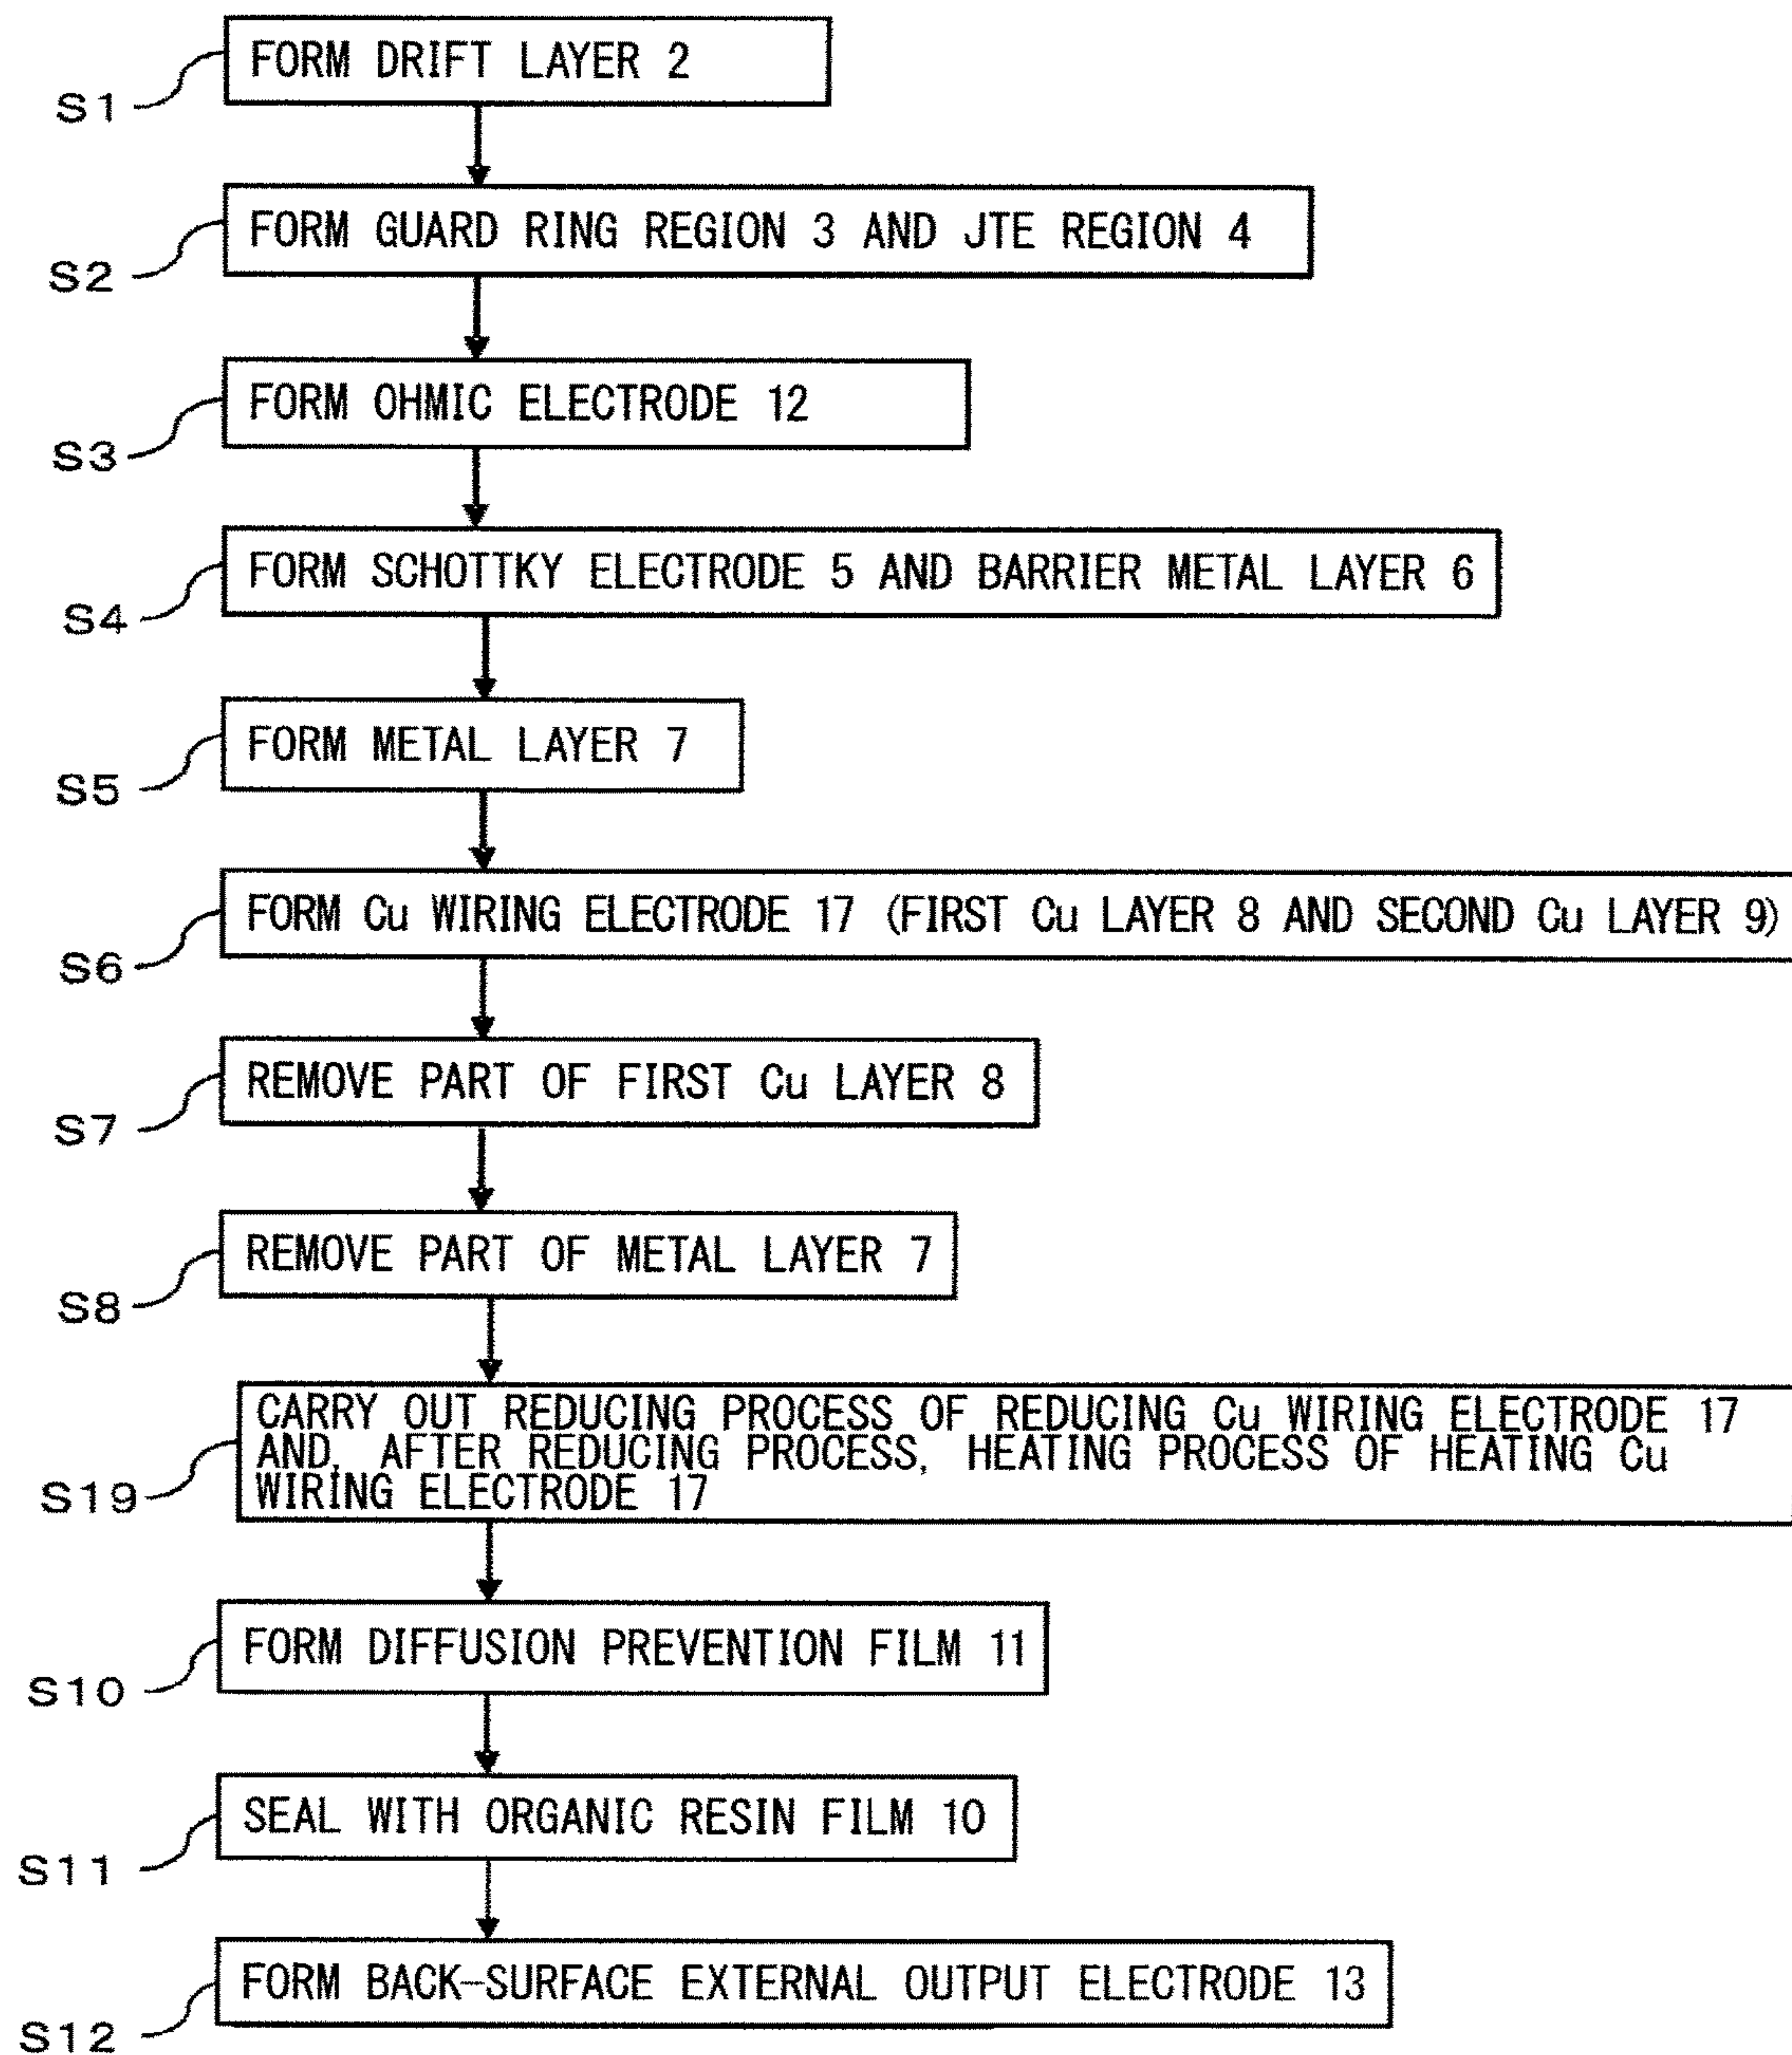 S1
FORM DRIFT LAYER 2
S2
FORM GUARD RING REGION 3 AND JTE REGION 4
S3
FORM OHMIC ELECTRODE 12
S4
FORM SCHOTTKY ELECTRODE 5 AND BARRIER METAL LAYER 6
S5
FORM METAL LAYER 7
S6
FORM Cu WIRING ELECTRODE 17 (FIRST Cu LAYER 8 AND SECOND Cu LAYER 9)
S7
REMOVE PART OF FIRST Cu LAYER 8
S8
REMOVE PART OF METAL LAYER 7
S19
CARRY OUT REDUCING PROCESS OF REDUCING Cu WIRING ELECTRODE 17
AND, AFTER REDUCING PROCESS, HEATING PROCESS OF HEATING Cu
WIRING ELECTRODE 17
S10
FORM DIFFUSION PREVENTION FILM 11
S11
SEAL WITH ORGANIC RESIN FILM 10
S12
FORM BACK-SURFACE EXTERNAL OUTPUT ELECTRODE 13